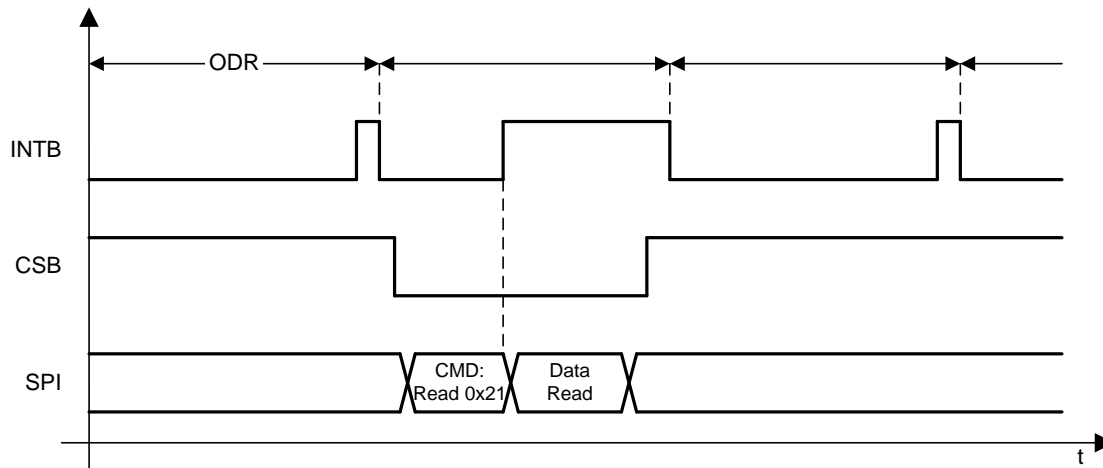 ODR
INTB
CSB
SPI
CMD:
Read 0x21
Data
Read
t